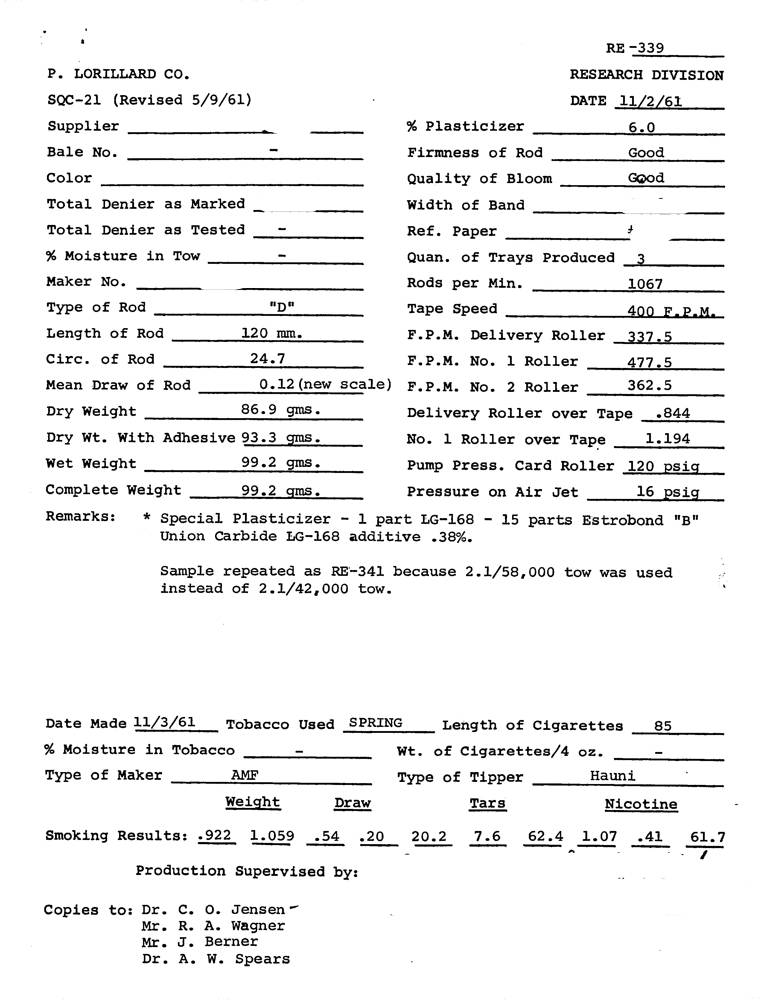 RE-339
P. LORILLARD CO. RESEARCH DIVISION
SQC-21 (Revised 5/9/61) DATE 11/2/61
Supplier % Plasticizer 6.0
Bale No. - Firmness of Rod Good
Color Quality of Bloom Good
Total Denier as Marked Width of Band -
Total Denier as Tested - Ref. Paper
% Moisture in Tow - Quan. of Trays Produced 3
Maker No. Rods per Min. 1067
Type of Rod "D" Tape Speed 400 F.P.M.
Length of Rod 120 mm. F.P.M. Delivery Roller 337.5
Circ. of Rod 24.7 F.P.M. No. 1 Roller 477.5
Mean Draw of Rod 0.12(new scale) F.P.M. No. 2 Roller 362.5
Dry Weight 86.9 gms. Delivery Roller over Tape .844
Dry Wt. With Adhesive 93.3 gms. No. 1 Roller over Tape 1.194
Wet Weight 99.2 gms. Pump Press. Card Roller 120 psig
Complete Weight 99.2 gms. Pressure on Air Jet 16 psig
Remarks: * Special Plasticizer - 1 part LG-168 - 15 parts Estrobond "B"
Union Carbide LG-168 additive .38%.
Sample repeated as RE-341 because 2.1/58,000 tow was used
instead of 2.1/42,000 tow.
Date Made 11/3/61 Tobacco Used SPRING Length of Cigarettes 85
% Moisture in Tobacco - Wt. of Cigarettes/4 oz. -
Type of Maker AMF Type of Tipper Hauni
Weight Draw Tars Nicotine
Smoking Results: .922 1.059 .54 .20 20.2 7.6 62.4 1.07 .41 61.7
Production Supervised by:
Copies to: Dr. C. O. Jensen
Mr. R. A. Wagner
Mr. J. Berner
Dr. A. W. Spears